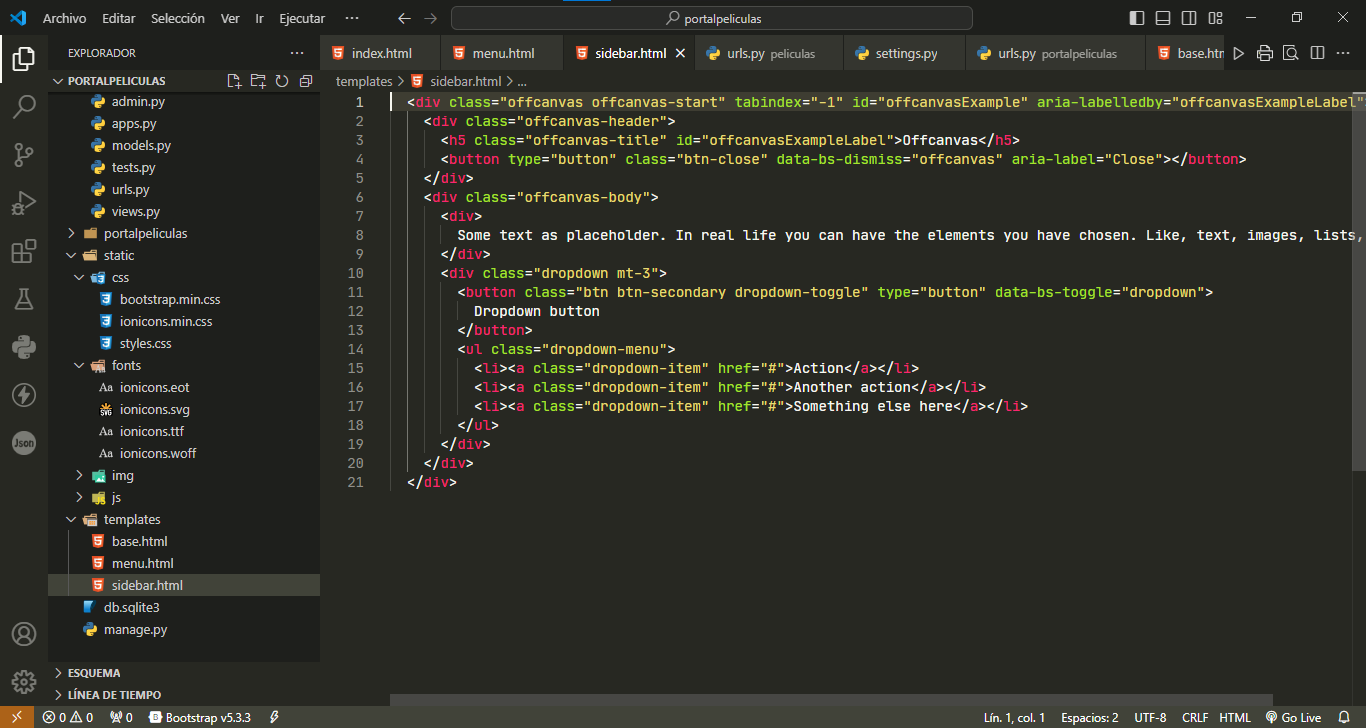 Archivo Editar Selección Ver Ir Ejecutar ··· portalpeliculas
EXPLORADOR ···
index.html menu.html sidebar.html urls.py peliculas settings.py urls.py portalpeliculas base.htm
PORTALPELICULAS
templates > sidebar.html > ...
admin.py
apps.py
models.py
tests.py
urls.py
views.py
portalpeliculas
static
css
bootstrap.min.css
ionicons.min.css
styles.css
fonts
Aa ionicons.eot
SVG ionicons.svg
Aa ionicons.ttf
Aa ionicons.woff
img
js
templates
base.html
menu.html
sidebar.html
db.sqlite3
manage.py
ESQUEMA
LÍNEA DE TIEMPO
Json
1 <div class="offcanvas offcanvas-start" tabindex="-1" id="offcanvasExample" aria-labelledby="offcanvasExampleLabel"
2 <div class="offcanvas-header">
3 <h5 class="offcanvas-title" id="offcanvasExampleLabel">Offcanvas</h5>
4 <button type="button" class="btn-close" data-bs-dismiss="offcanvas" aria-label="Close"></button>
5 </div>
6 <div class="offcanvas-body">
7 <div>
8 Some text as placeholder. In real life you can have the elements you have chosen. Like, text, images, lists,
9 </div>
10 <div class="dropdown mt-3">
11 <button class="btn btn-secondary dropdown-toggle" type="button" data-bs-toggle="dropdown">
12 Dropdown button
13 </button>
14 <ul class="dropdown-menu">
15 <li><a class="dropdown-item" href="#">Action</a></li>
16 <li><a class="dropdown-item" href="#">Another action</a></li>
17 <li><a class="dropdown-item" href="#">Something else here</a></li>
18 </ul>
19 </div>
20 </div>
21 </div>
0 0 0 Bootstrap v5.3.3 Lín. 1, col. 1 Espacios: 2 UTF-8 CRLF HTML Go Live